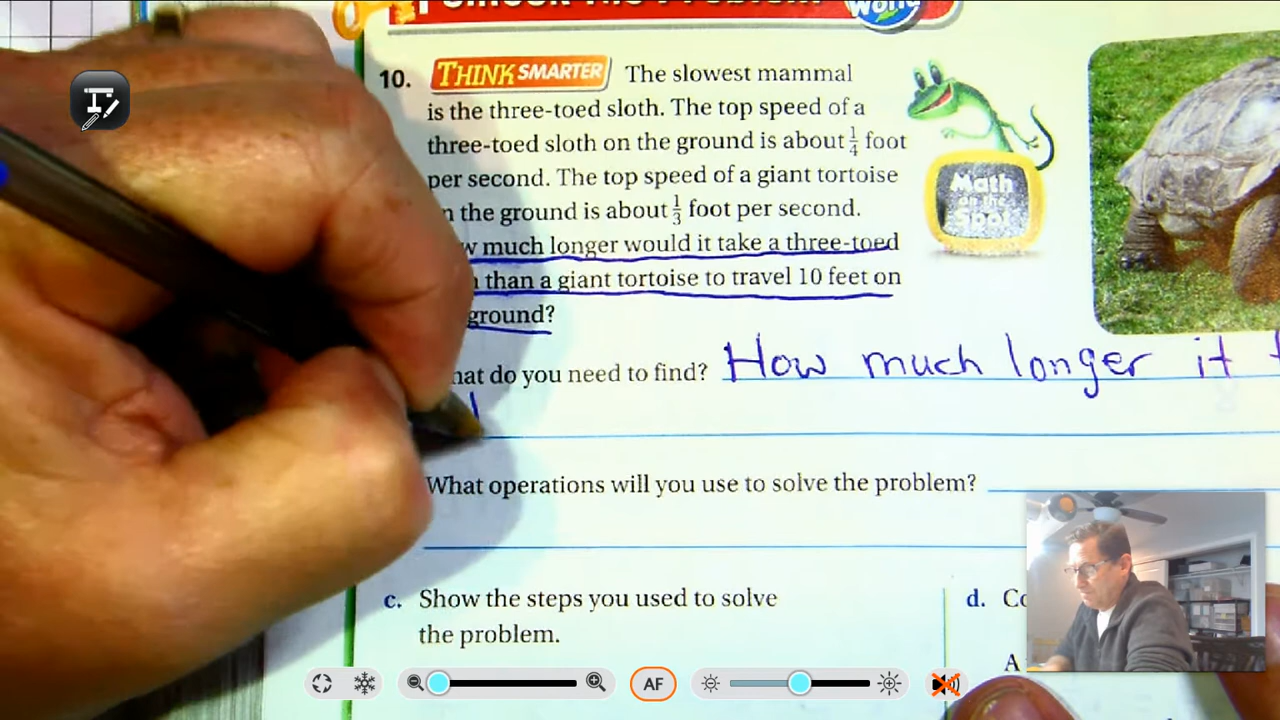 10. THINK SMARTER The slowest mammal
is the three-toed sloth. The top speed of a
three-toed sloth on the ground is about 1/4 foot
per second. The top speed of a giant tortoise
the ground is about 1/3 foot per second.
much longer would it take a three-toed
than a giant tortoise to travel 10 feet on
ground?
Math
on the
Spot
do you need to find? How much longer it
What operations will you use to solve the problem?
c. Show the steps you used to solve
the problem.
d.
A
AF